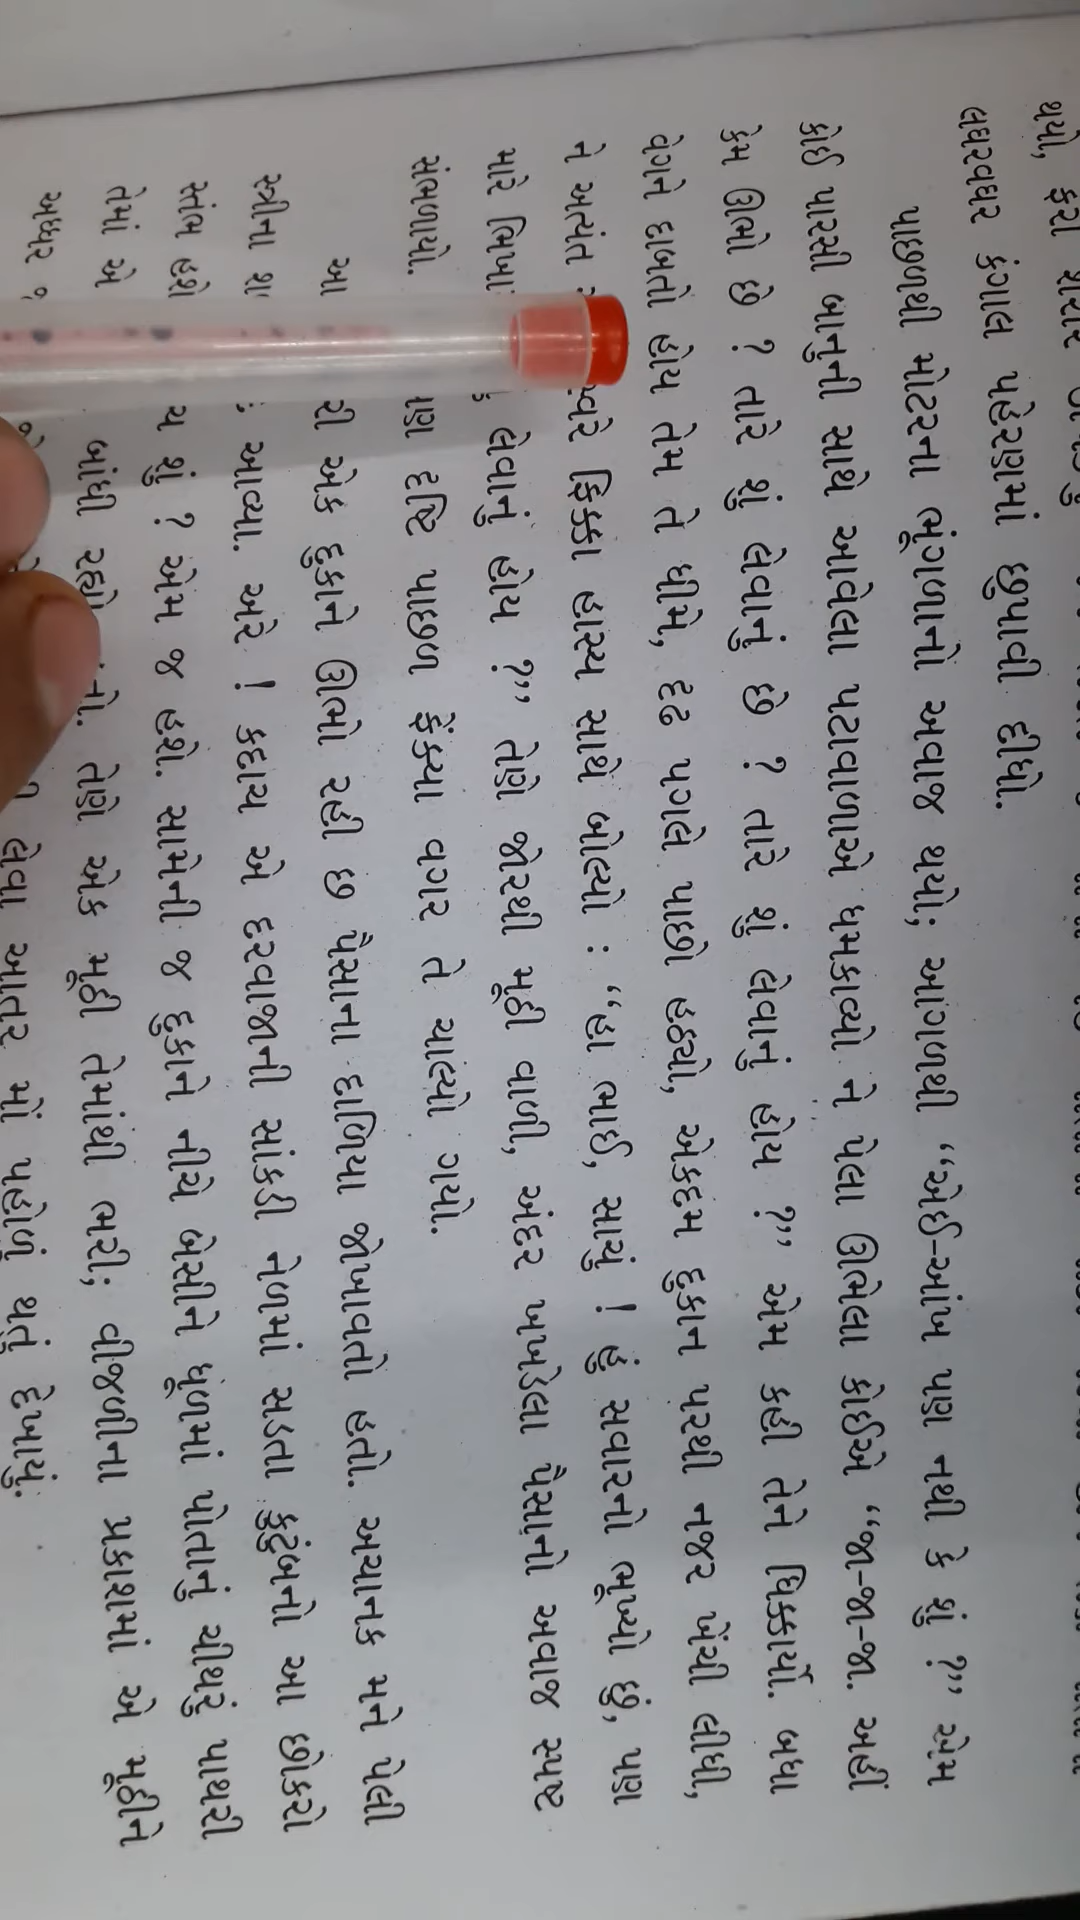 થયો, ફરી
લઘરવઘર કંગાલ પહેરણમાં છુપાવી દીધો.
પાછળથી મોટરના ભૂંગળાનો અવાજ થયો; આગળથી “એઈ-આંખ પણ નથી કે શું ?” એમ
કોઈ પારસી બાનુની સાથે આવેલા પટાવાળાએ ધમકાવ્યો ને પેલા ઊભેલા કોઈએ “જા-જા-જા. અહીં
કેમ ઊભો છે ? તારે શું લેવાનું છે ? તારે શું લેવાનું હોય ?” એમ કહી તેને ધિક્કાર્યો. બધા
વેગને દાબતો હોય તેમ તે ધીમે, દૃઢ પગલે પાછો હઠ્યો, એકદમ દુકાન પરથી નજર ખેંચી લીધી,
ને અત્યંત ફિક્કા હાસ્ય સાથે બોલ્યો : “હા ભાઈ, સાચું ! હું સવારનો ભૂખ્યો છું, પણ
મારે લેવાનું હોય ?” તેણે જોરથી મૂઠી વાળી, અંદર ખખડેલા પૈસાનો અવાજ સ્પષ્ટ
સંભળાયો. પણ દૃષ્ટિ પાછળ ફેંક્યા વગર તે ચાલ્યો ગયો.
આ રી એક દુકાને ઊભો રહી છ પૈસાના દાળિયા જોખાવતો હતો. અચાનક મને પેલી
સ્ત્રીના આવ્યા. અરે ! કદાચ એ દરવાજાની સાંકડી નેળમાં સડતા કુટુંબનો આ છોકરો
સ્તંભ હશે ય શું ? એમ જ હશે. સામેની જ દુકાને નીચે બેસીને ધૂળમાં પોતાનું ચીથરું પાથરી
તેમાં એ બાંધી રહ્યો તેણે એક મૂઠી તેમાંથી ભરી; વીજળીના પ્રકાશમાં એ મૂઠીને
અધ્ધર લેવા આતુર મોં પહોળું થતું દેખાયું.